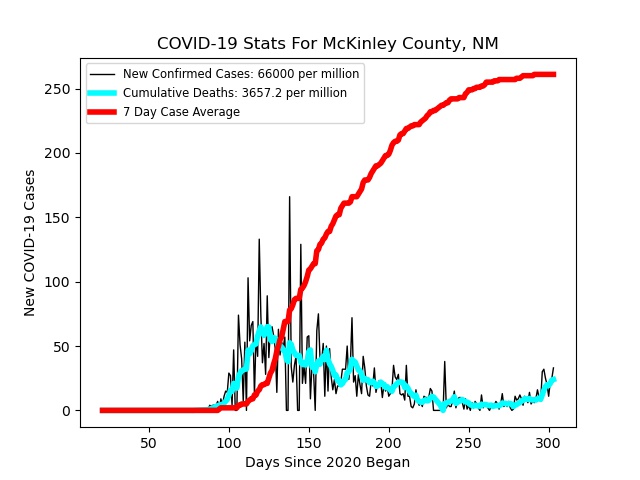 COVID-19 Stats For McKinley County, NM
New Confirmed Cases: 66000 per million
Cumulative Deaths: 3657.2 per million
7 Day Case Average
250
200
150
100
50
0
New COVID-19 Cases
50 100 150 200 250 300
Days Since 2020 Began